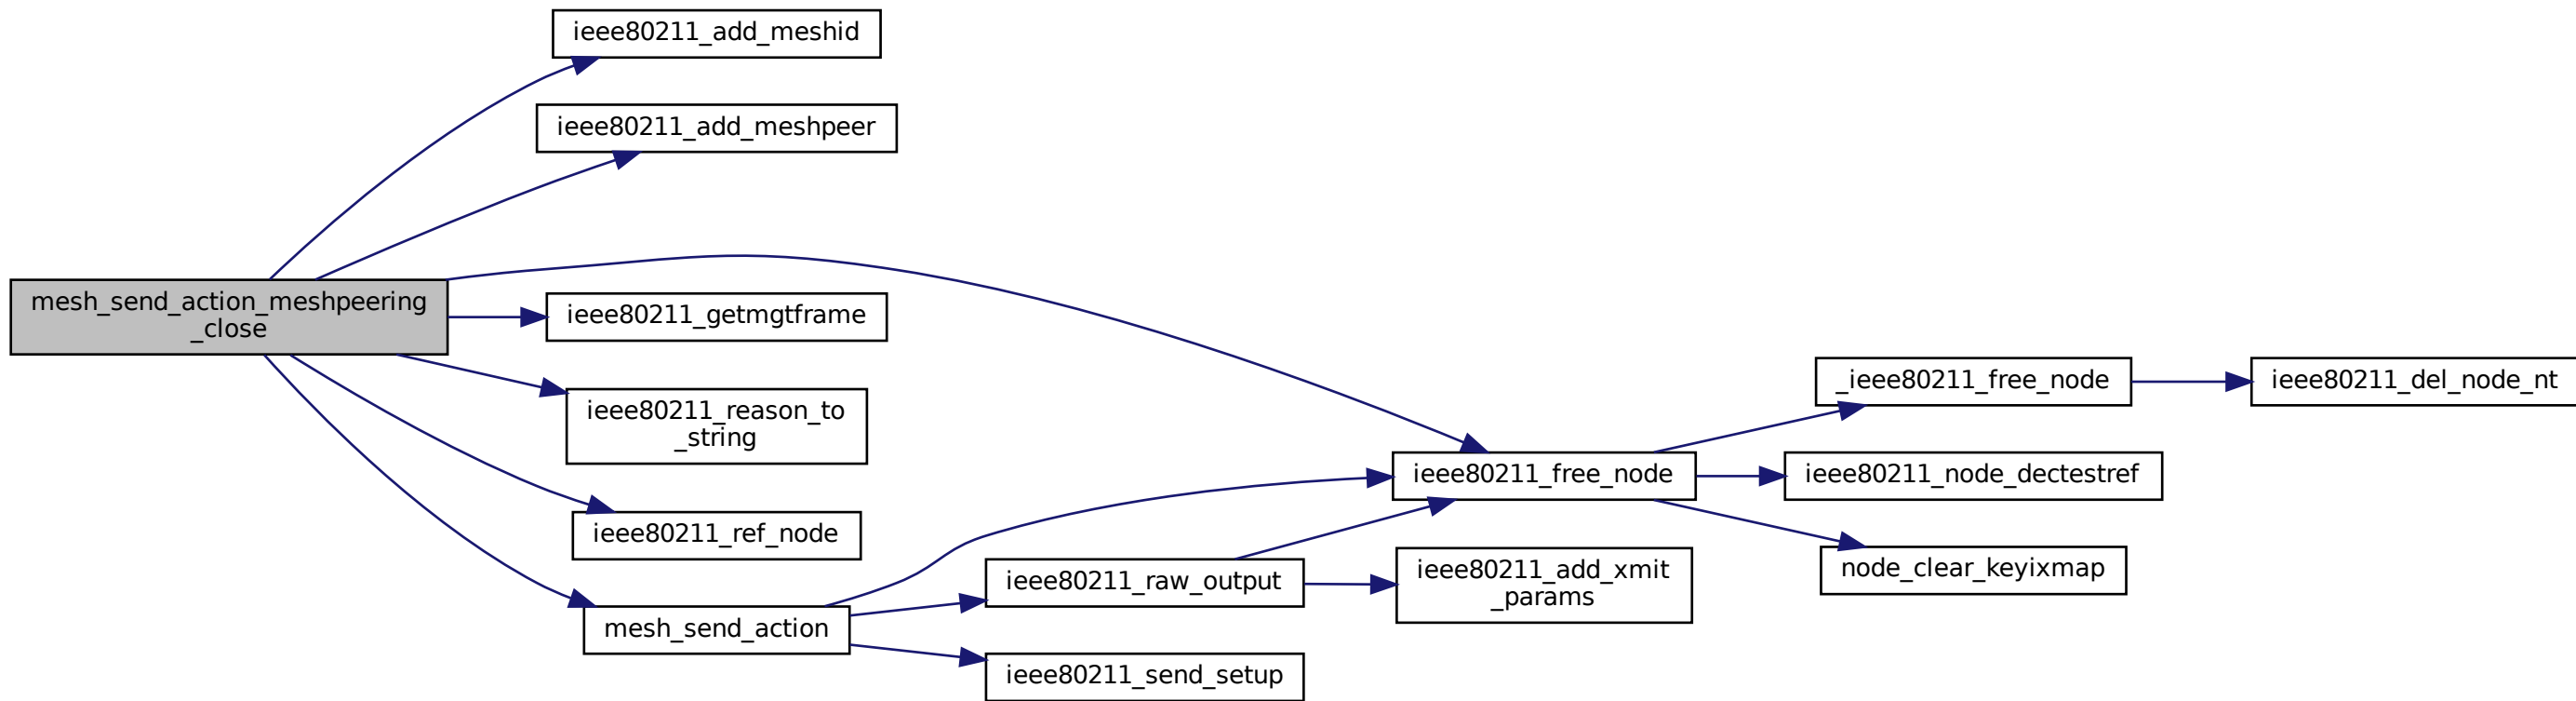 ieee80211_add_meshid
ieee80211_add_meshpeer
mesh_send_action_meshpeering
_close
ieee80211_getmgtframe
ieee80211_reason_to
_string
ieee80211_ref_node
mesh_send_action
ieee80211_raw_output
ieee80211_send_setup
ieee80211_free_node
ieee80211_add_xmit
_params
_ieee80211_free_node
ieee80211_node_dectestref
node_clear_keyixmap
ieee80211_del_node_nt